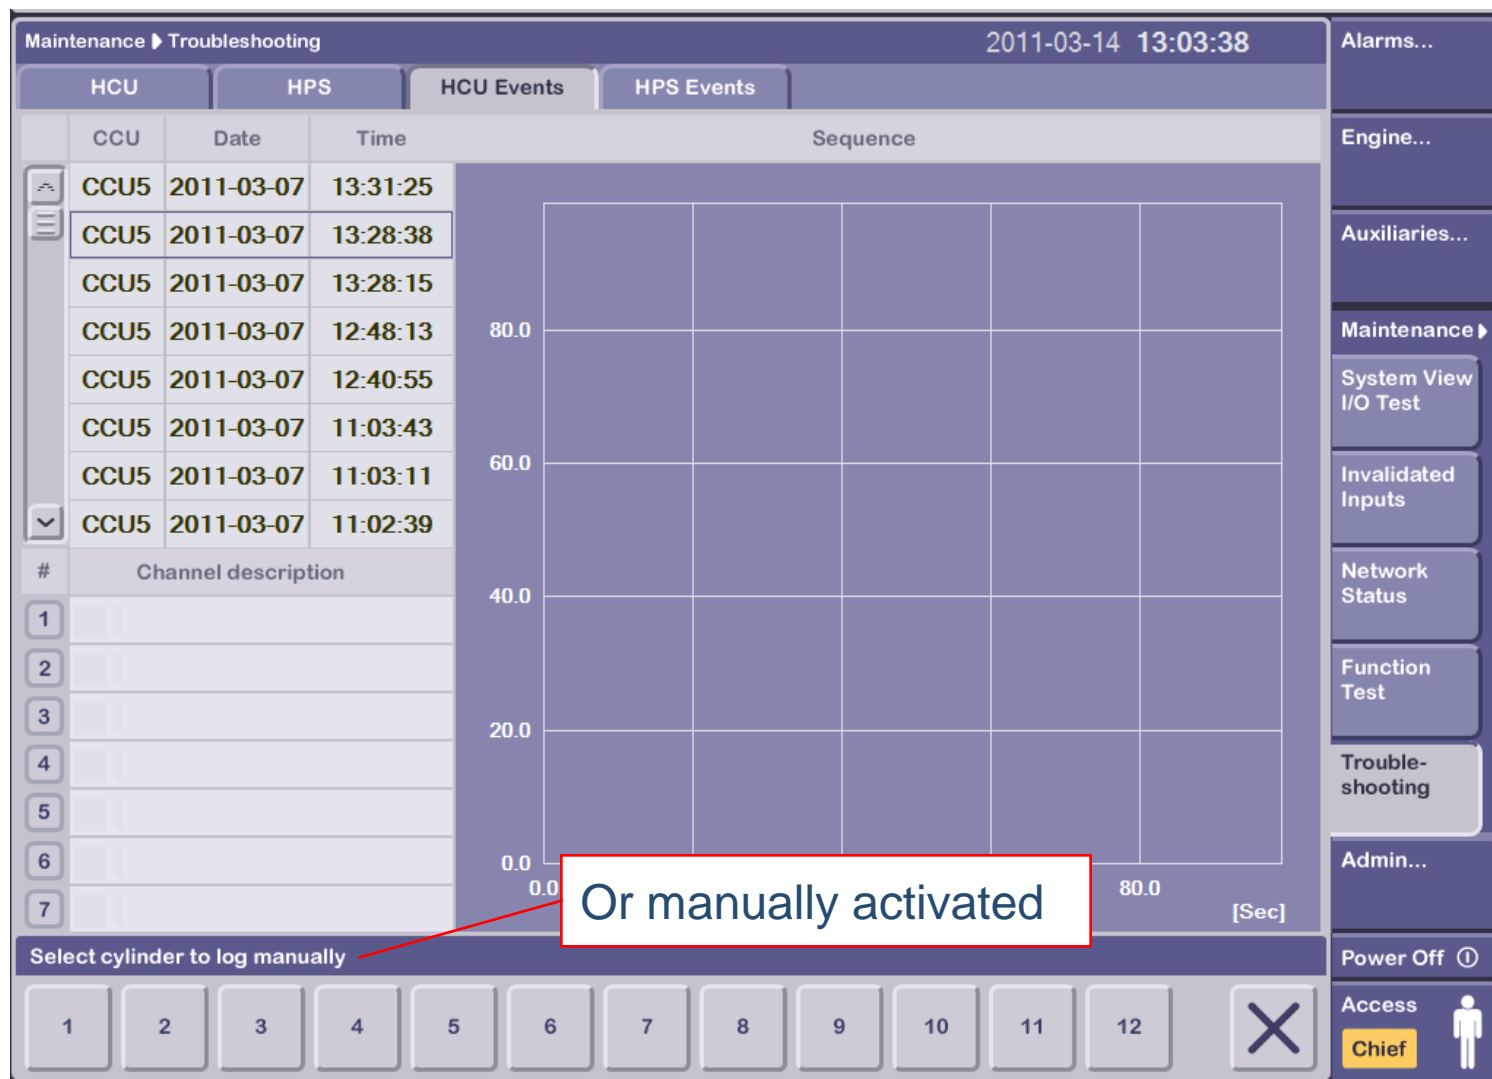 Maintenance Troubleshooting
2011-03-14 13:03:38
HCU HPS HCU Events HPS Events
CCU Date Time Sequence
CCU5 2011-03-07 13:31:25
CCU5 2011-03-07 13:28:38
CCU5 2011-03-07 13:28:15
CCU5 2011-03-07 12:48:13
CCU5 2011-03-07 12:40:55
CCU5 2011-03-07 11:03:43
CCU5 2011-03-07 11:03:11
CCU5 2011-03-07 11:02:39
# Channel description
1
2
3
4
5
6
7
80.0
60.0
40.0
20.0
0.0
0.0 80.0
[Sec]
Or manually activated
Select cylinder to log manually
1 2 3 4 5 6 7 8 9 10 11 12
Alarms...
Engine...
Auxiliaries...
Maintenance
System View
I/O Test
Invalidated
Inputs
Network
Status
Function
Test
Trouble-
shooting
Admin...
Power Off
Access
Chief